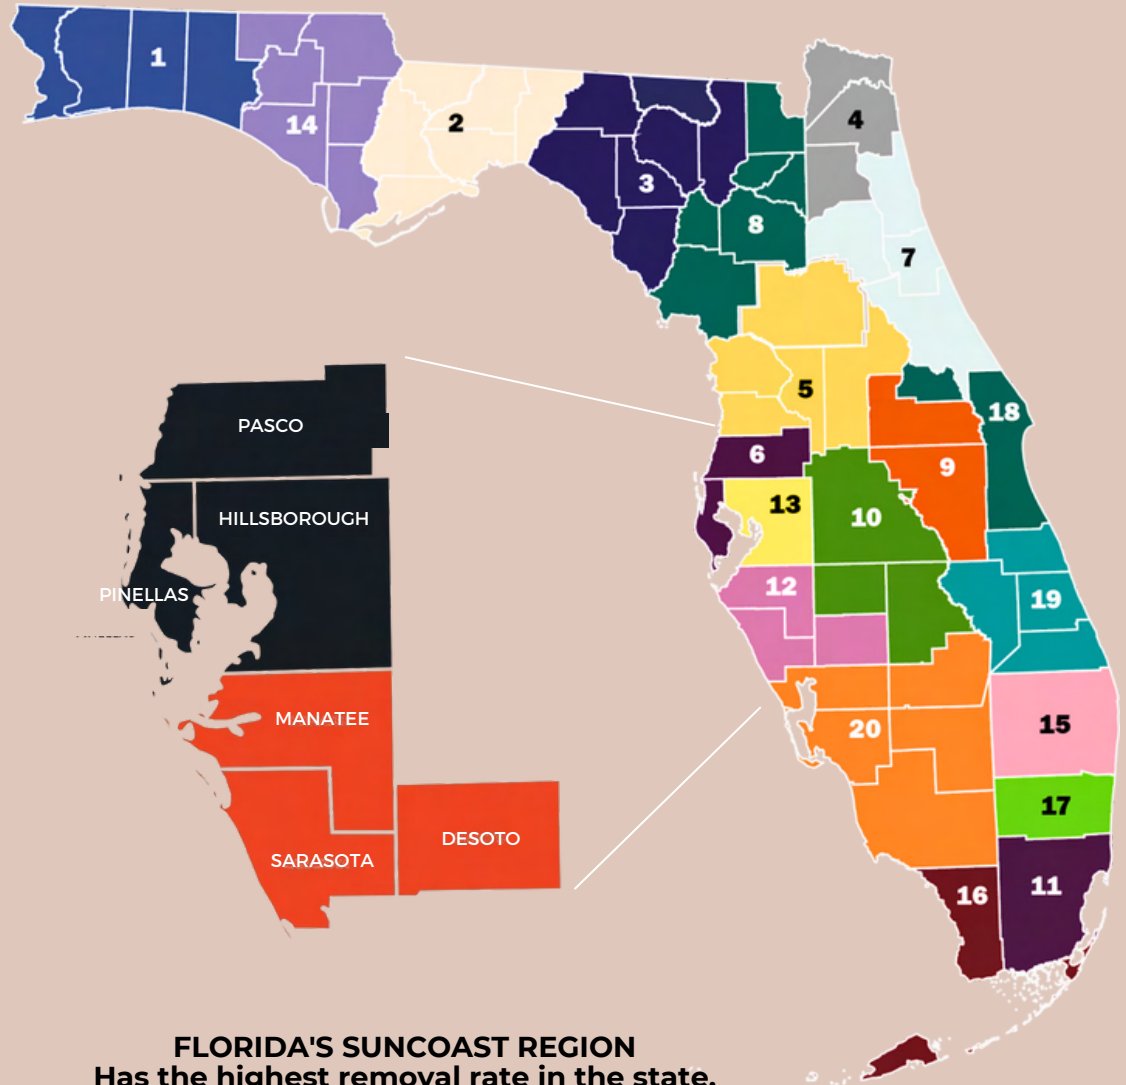 1
14
2
3
4
8
7
5
18
6
9
13
10
12
19
20
15
17
16
11
PASCO
HILLSBOROUGH
PINELLAS
MANATEE
DESOTO
SARASOTA
FLORIDA'S SUNCOAST REGION
Has the highest removal rate in the state.